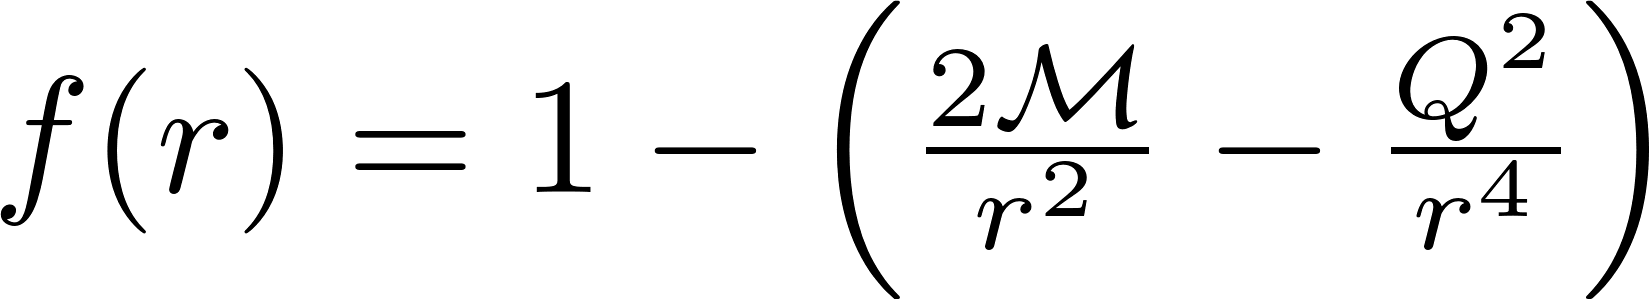 f(r) = 1 − (2ℳ/r² − Q²/r⁴)